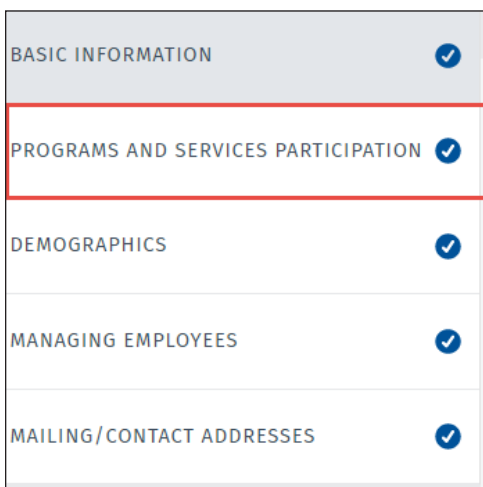 BASIC INFORMATION
PROGRAMS AND SERVICES PARTICIPATION
DEMOGRAPHICS
MANAGING EMPLOYEES
MAILING/CONTACT ADDRESSES